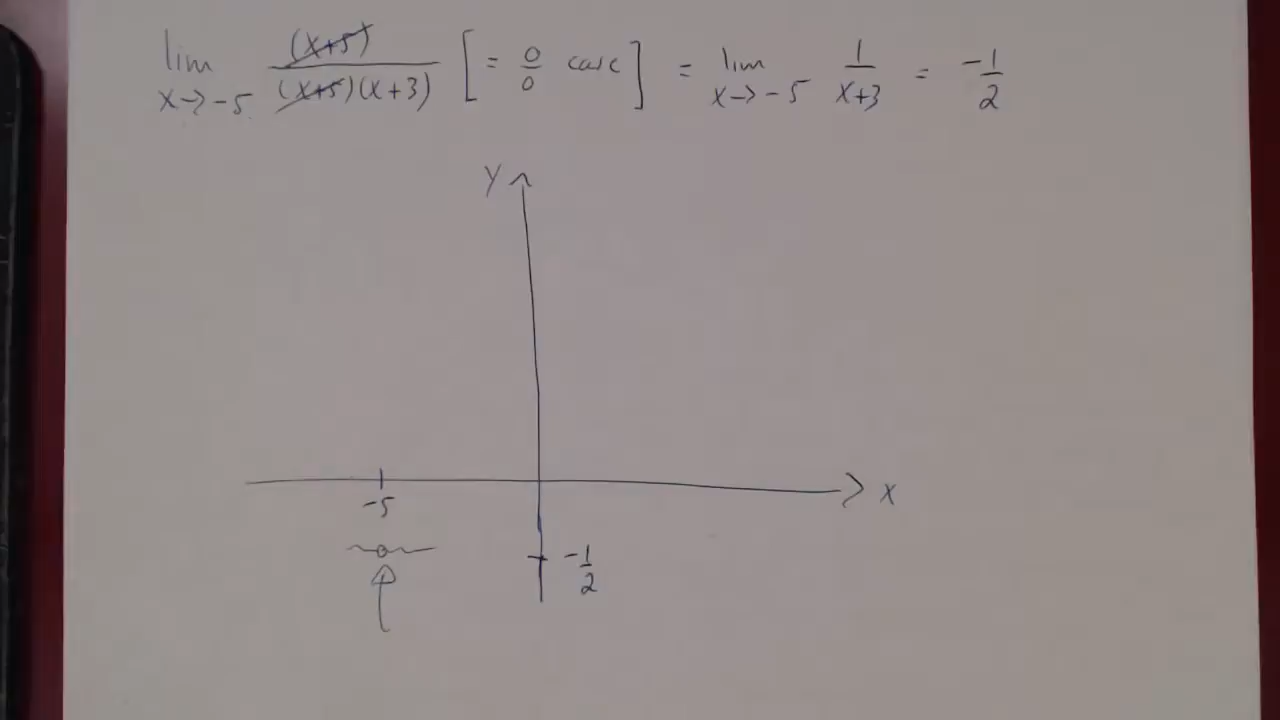 lim x→-5 (x+5)/((x+5)(x+3)) [= 0/0 case] = lim x→-5 1/(x+3) = -1/2
y
x
-5
-1/2